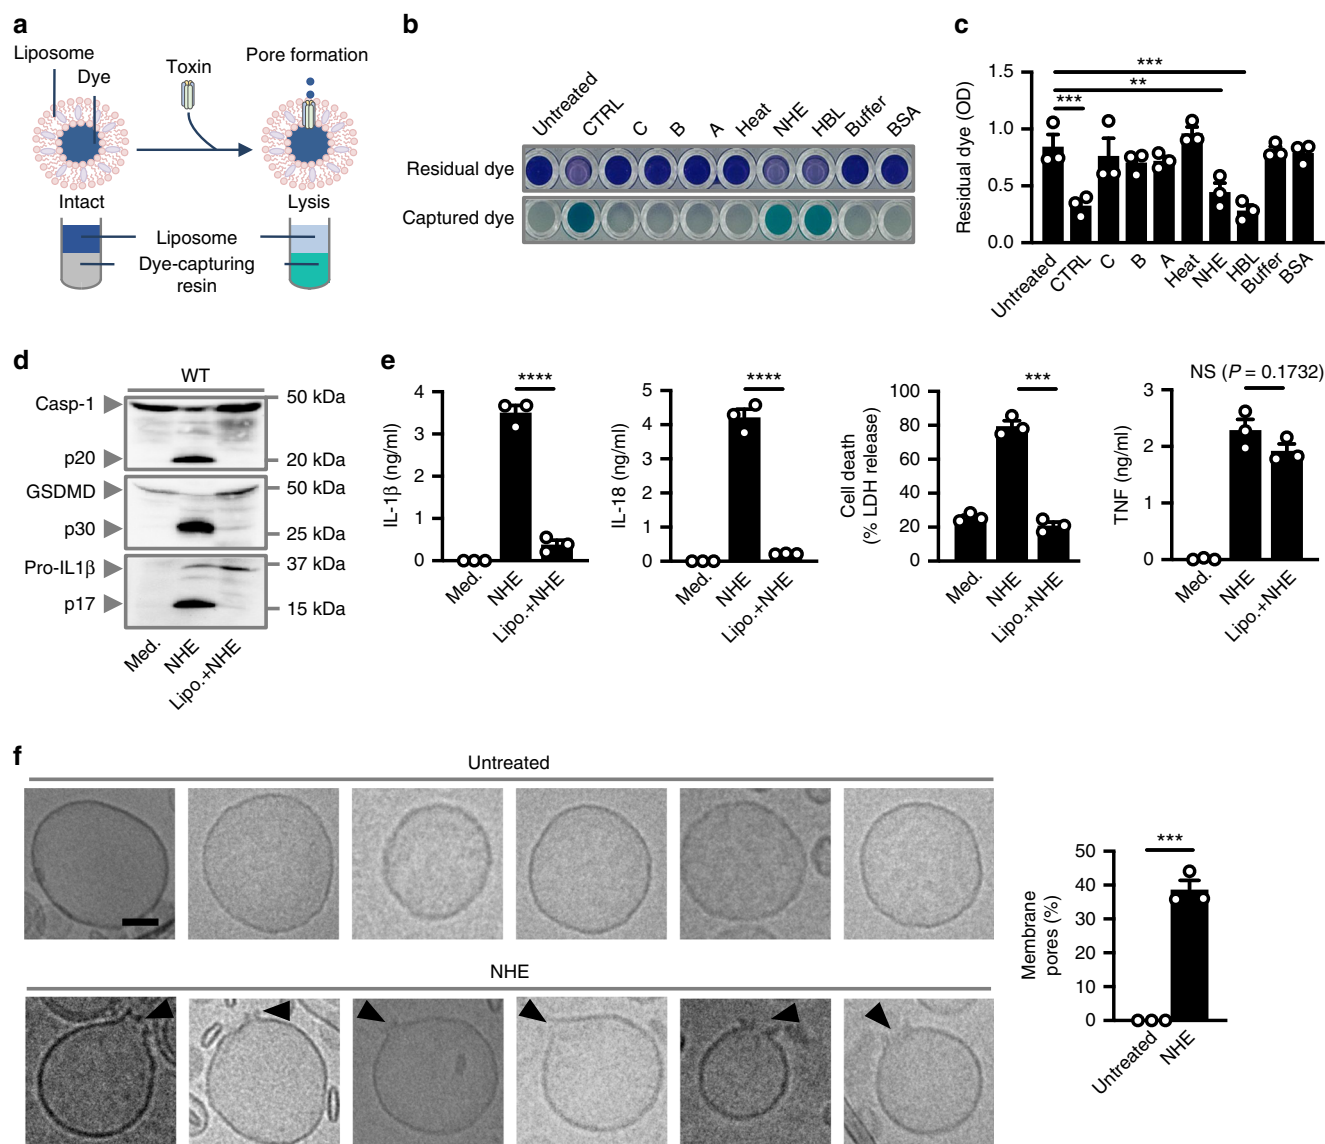 a
Liposome
Dye
Toxin
Pore formation
Intact
Lysis
Liposome
Dye-capturing
resin
b
Untreated
CTRL
C
B
A
Heat
NHE
HBL
Buffer
BSA
Residual dye
Captured dye
c
Residual dye (OD)
1.5
1.0
0.5
0.0
***
**
***
Untreated
CTRL
C
B
A
Heat
NHE
HBL
Buffer
BSA
d
WT
Casp-1
50 kDa
p20
20 kDa
GSDMD
50 kDa
p30
25 kDa
Pro-IL1β
37 kDa
p17
15 kDa
Med.
NHE
Lipo.+NHE
e
IL-1β (ng/ml)
4
3
2
1
0
****
Med.
NHE
Lipo.+NHE
IL-18 (ng/ml)
5
4
3
2
1
0
****
Med.
NHE
Lipo.+NHE
Cell death
(% LDH release)
100
80
60
40
20
0
***
Med.
NHE
Lipo.+NHE
NS (P = 0.1732)
TNF (ng/ml)
3
2
1
0
Med.
NHE
Lipo.+NHE
f
Untreated
NHE
Membrane
pores (%)
50
40
30
20
10
0
***
Untreated
NHE